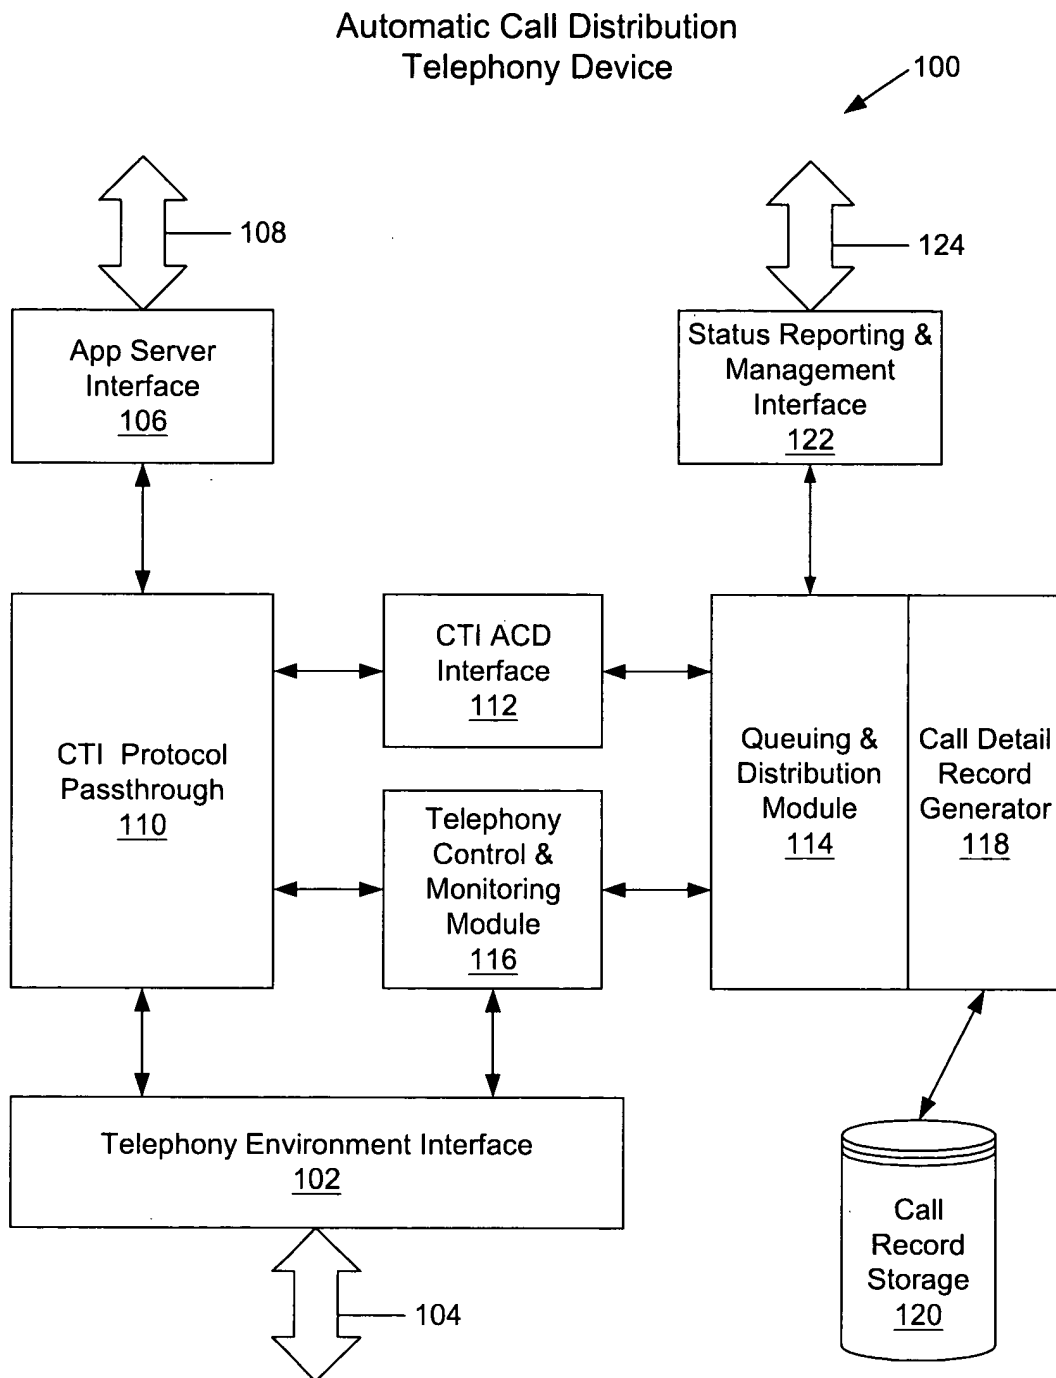 Automatic Call Distribution
Telephony Device
100
108
124
App Server
Interface
106
Status Reporting &
Management
Interface
122
CTI ACD
Interface
112
CTI Protocol
Passthrough
110
Queuing &
Distribution
Module
114
Call Detail
Record
Generator
118
Telephony
Control &
Monitoring
Module
116
Telephony Environment Interface
102
Call
Record
Storage
120
104